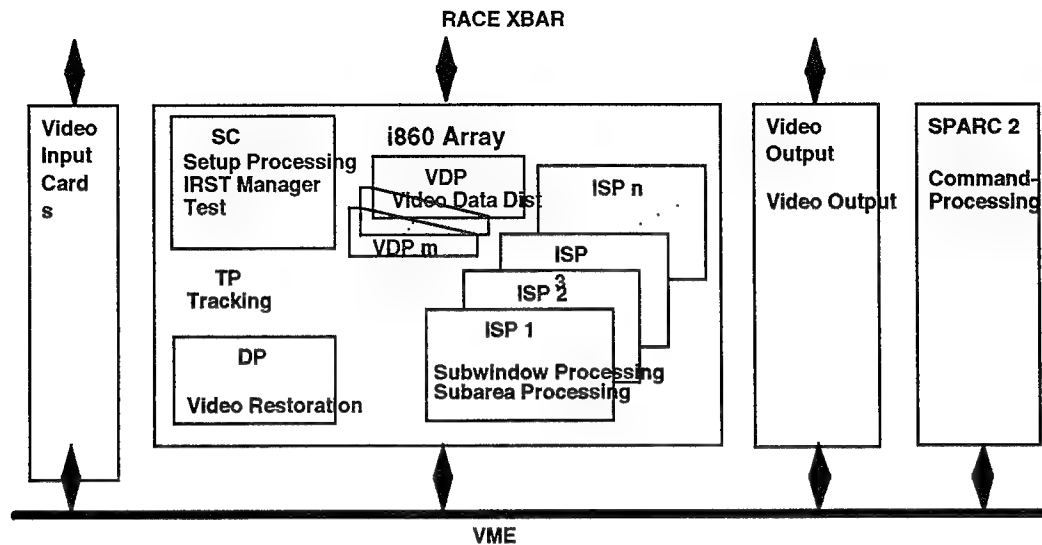 RACE XBAR
Video
Input
Card
s
SC
Setup Processing
IRST Manager
Test
i860 Array
VDP
Video Data Dist
VDP m
ISP n
ISP
3
ISP 2
ISP 1
Subwindow Processing
Subarea Processing
TP
Tracking
DP
Video Restoration
Video
Output
Video Output
SPARC 2
Command-
Processing
VME